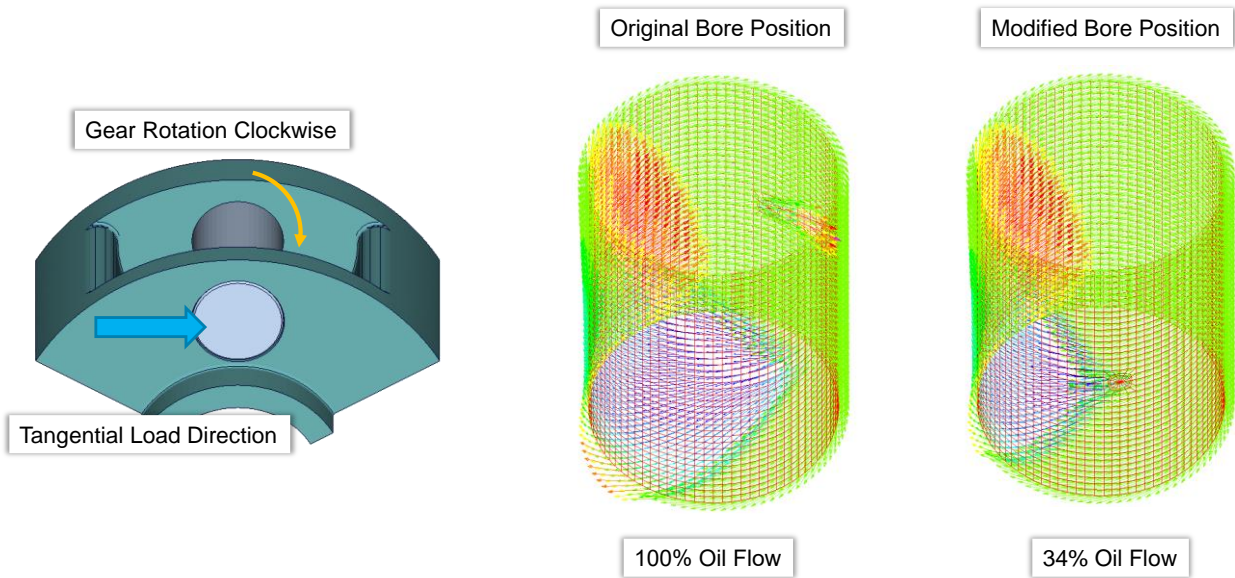 Original Bore Position
Modified Bore Position
Gear Rotation Clockwise
Tangential Load Direction
100% Oil Flow
34% Oil Flow